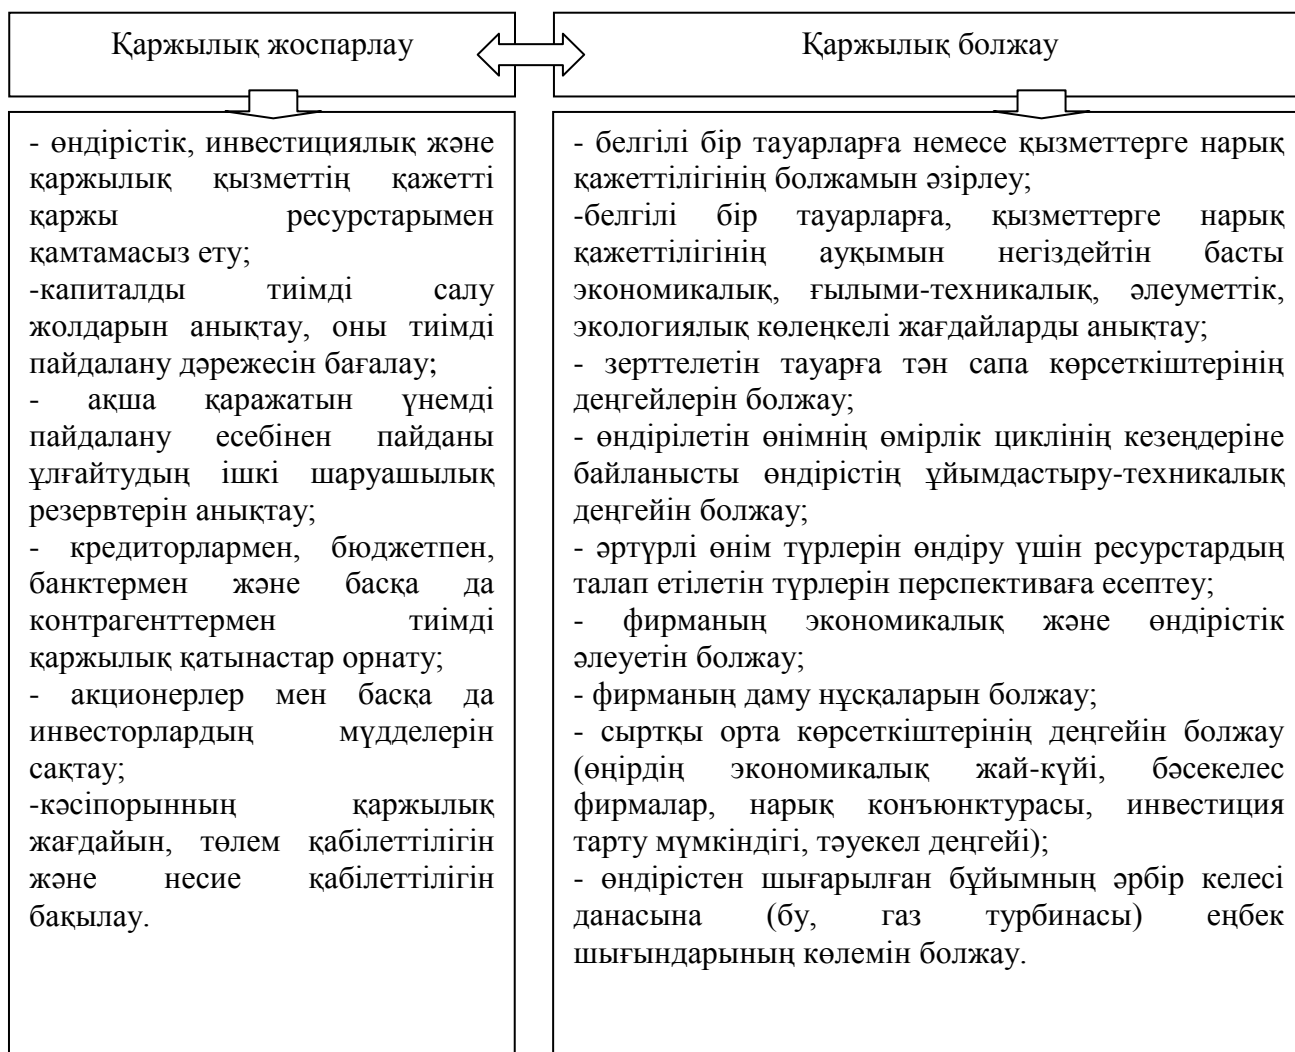 Қаржылық жоспарлау
Қаржылық болжау
- өндірістік, инвестициялық және
қаржылық қызметтің қажетті
қаржы ресурстарымен
қамтамасыз ету;
-капиталды тиімді салу
жолдарын анықтау, оны тиімді
пайдалану дәрежесін бағалау;
- ақша қаражатын үнемді
пайдалану есебінен пайданы
ұлғайтудың ішкі шаруашылық
резервтерін анықтау;
- кредиторлармен, бюджетпен,
банктермен және басқа да
контрагенттермен тиімді
қаржылық қатынастар орнату;
- акционерлер мен басқа да
инвесторлардың мүдделерін
сақтау;
-кәсіпорынның қаржылық
жағдайын, төлем қабілеттілігін
және несие қабілеттілігін
бақылау.
- белгілі бір тауарларға немесе қызметтерге нарық
қажеттілігінің болжамын әзірлеу;
-белгілі бір тауарларға, қызметтерге нарық
қажеттілігінің ауқымын негіздейтін басты
экономикалық, ғылыми-техникалық, әлеуметтік,
экологиялық көлеңкелі жағдайларды анықтау;
- зерттелетін тауарға тән сапа көрсеткіштерінің
деңгейлерін болжау;
- өндірілетін өнімнің өмірлік циклінің кезеңдеріне
байланысты өндірістің ұйымдастыру-техникалық
деңгейін болжау;
- әртүрлі өнім түрлерін өндіру үшін ресурстардың
талап етілетін түрлерін перспективаға есептеу;
- фирманың экономикалық және өндірістік
әлеуетін болжау;
- фирманың даму нұсқаларын болжау;
- сыртқы орта көрсеткіштерінің деңгейін болжау
(өңірдің экономикалық жай-күйі, бәсекелес
фирмалар, нарық конъюнктурасы, инвестиция
тарту мүмкіндігі, тәуекел деңгейі);
- өндірістен шығарылған бұйымның әрбір келесі
данасына (бу, газ турбинасы) еңбек
шығындарының көлемін болжау.